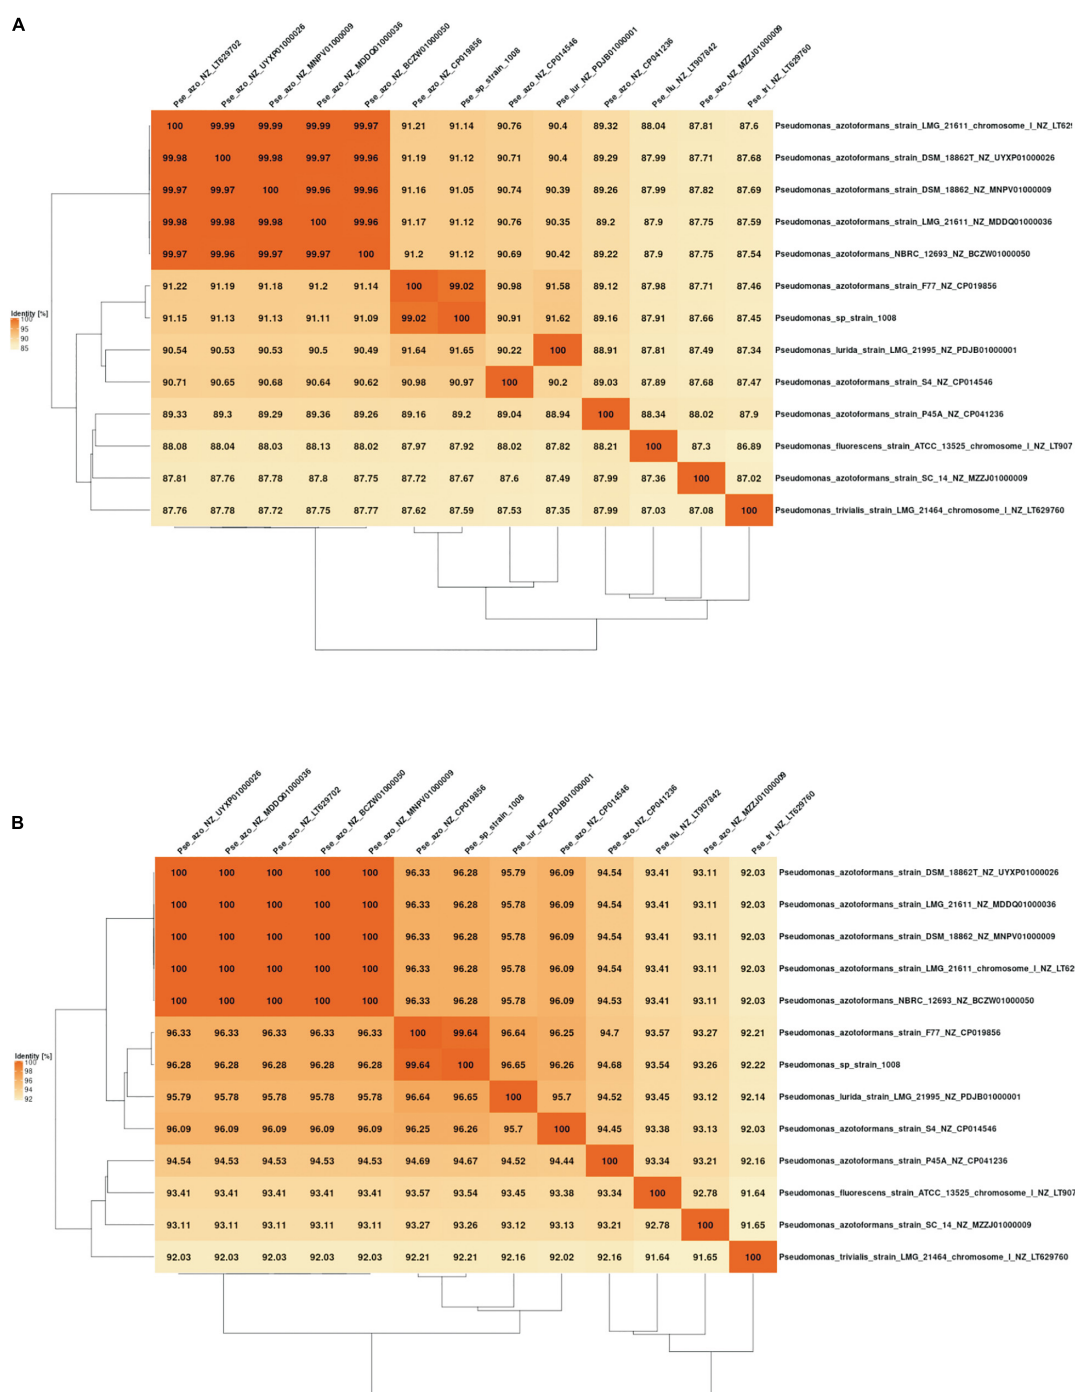 A
Pse_azo_NZ_LT629702
Pse_azo_NZ_UYXP01000026
Pse_azo_NZ_MNPV01000009
Pse_azo_NZ_MDDQ01000036
Pse_azo_NZ_BCZW01000050
Pse_azo_NZ_CP019856
Pse_sp_strain_1008
Pse_azo_NZ_CP014546
Pse_lur_NZ_PDJB01000001
Pse_azo_NZ_CP041236
Pse_flu_NZ_LT907842
Pse_azo_NZ_MZZJ01000009
Pse_tri_NZ_LT629760
100 99.99 99.99 99.99 99.97 91.21 91.14 90.76 90.4 89.32 88.04 87.81 87.6 Pseudomonas_azotoformans_strain_LMG_21611_chromosome_I_NZ_LT629
99.98 100 99.98 99.97 99.96 91.19 91.12 90.71 90.4 89.29 87.99 87.71 87.68 Pseudomonas_azotoformans_strain_DSM_18862T_NZ_UYXP01000026
99.97 99.97 100 99.96 99.96 91.16 91.05 90.74 90.39 89.26 87.99 87.82 87.69 Pseudomonas_azotoformans_strain_DSM_18862_NZ_MNPV01000009
99.98 99.98 99.98 100 99.96 91.17 91.12 90.76 90.35 89.2 87.9 87.75 87.59 Pseudomonas_azotoformans_strain_LMG_21611_NZ_MDDQ01000036
99.97 99.96 99.97 99.97 100 91.2 91.12 90.69 90.42 89.22 87.9 87.75 87.54 Pseudomonas_azotoformans_strain_NBRC_12693_NZ_BCZW01000050
91.22 91.19 91.18 91.2 91.14 100 99.02 90.98 91.58 89.12 87.98 87.71 87.46 Pseudomonas_azotoformans_strain_F77_NZ_CP019856
91.15 91.13 91.13 91.11 91.09 99.02 100 90.91 91.62 89.16 87.91 87.66 87.45 Pseudomonas_sp_strain_1008
90.54 90.53 90.53 90.5 90.49 91.64 91.65 90.22 100 88.91 87.81 87.49 87.34 Pseudomonas_lurida_strain_LMG_21995_NZ_PDJB01000001
90.71 90.65 90.68 90.64 90.62 90.98 90.97 100 90.2 89.03 87.89 87.68 87.47 Pseudomonas_azotoformans_strain_S4_NZ_CP014546
89.33 89.3 89.29 89.36 89.26 89.16 89.2 89.04 88.94 100 88.34 88.02 87.9 Pseudomonas_azotoformans_strain_P45A_NZ_CP041236
88.08 88.04 88.03 88.13 88.02 87.97 87.92 88.02 87.82 88.21 100 87.3 86.89 Pseudomonas_fluorescens_strain_ATCC_13525_chromosome_I_NZ_LT907
87.81 87.76 87.78 87.8 87.75 87.72 87.67 87.6 87.49 87.99 87.36 100 87.02 Pseudomonas_azotoformans_strain_SC_14_NZ_MZZJ01000009
87.76 87.78 87.72 87.75 87.77 87.62 87.59 87.53 87.35 87.99 87.03 87.08 100 Pseudomonas_trivialis_strain_LMG_21464_chromosome_I_NZ_LT629760
Identity [%]
100
95
90
85
B
Pse_azo_NZ_UYXP01000026
Pse_azo_NZ_MDDQ01000036
Pse_azo_NZ_LT629702
Pse_azo_NZ_BCZW01000050
Pse_azo_NZ_MNPV01000009
Pse_azo_NZ_CP019856
Pse_sp_strain_1008
Pse_lur_NZ_PDJB01000001
Pse_azo_NZ_CP014546
Pse_azo_NZ_CP041236
Pse_flu_NZ_LT907842
Pse_azo_NZ_MZZJ01000009
Pse_tri_NZ_LT629760
100 100 100 100 100 96.33 96.28 95.79 96.09 94.54 93.41 93.11 92.03 Pseudomonas_azotoformans_strain_DSM_18862T_NZ_UYXP01000026
100 100 100 100 100 96.33 96.28 95.78 96.09 94.54 93.41 93.11 92.03 Pseudomonas_azotoformans_strain_LMG_21611_NZ_MDDQ01000036
100 100 100 100 100 96.33 96.28 95.78 96.09 94.54 93.41 93.11 92.03 Pseudomonas_azotoformans_strain_DSM_18862_NZ_MNPV01000009
100 100 100 100 100 96.33 96.28 95.78 96.09 94.54 93.41 93.11 92.03 Pseudomonas_azotoformans_strain_LMG_21611_chromosome_I_NZ_LT62
100 100 100 100 100 96.33 96.28 95.78 96.09 94.53 93.41 93.11 92.03 Pseudomonas_azotoformans_strain_NBRC_12693_NZ_BCZW01000050
96.33 96.33 96.33 96.33 96.33 100 99.64 96.64 96.25 94.7 93.57 93.27 92.21 Pseudomonas_azotoformans_strain_F77_NZ_CP019856
96.28 96.28 96.28 96.28 96.28 99.64 100 96.65 96.26 94.68 93.54 93.26 92.22 Pseudomonas_sp_strain_1008
95.79 95.78 95.78 95.78 95.78 96.64 96.65 100 95.7 94.52 93.45 93.12 92.14 Pseudomonas_lurida_strain_LMG_21995_NZ_PDJB01000001
96.09 96.09 96.09 96.09 96.09 96.25 96.26 95.7 100 94.45 93.38 93.13 92.03 Pseudomonas_azotoformans_strain_S4_NZ_CP014546
94.54 94.53 94.53 94.53 94.53 94.69 94.67 94.52 94.44 100 93.34 93.21 92.16 Pseudomonas_azotoformans_strain_P45A_NZ_CP041236
93.41 93.41 93.41 93.41 93.41 93.57 93.54 93.45 93.38 93.34 100 92.78 91.64 Pseudomonas_fluorescens_strain_ATCC_13525_chromosome_I_NZ_LT907
93.11 93.11 93.11 93.11 93.11 93.27 93.26 93.12 93.13 93.21 92.78 100 91.65 Pseudomonas_azotoformans_strain_SC_14_NZ_MZZJ01000009
92.03 92.03 92.03 92.03 92.03 92.21 92.21 92.16 92.02 92.16 91.64 91.65 100 Pseudomonas_trivialis_strain_LMG_21464_chromosome_I_NZ_LT629760
Identity [%]
100
98
96
94
92